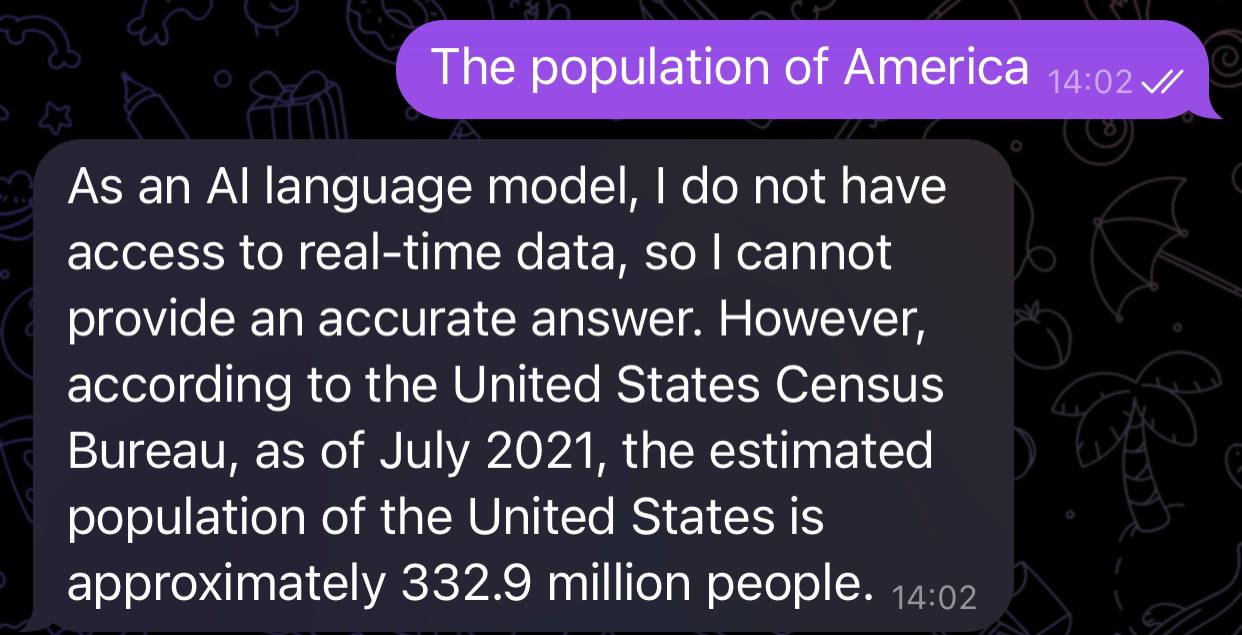 The population of America 14:02
As an AI language model, I do not have
access to real-time data, so I cannot
provide an accurate answer. However,
according to the United States Census
Bureau, as of July 2021, the estimated
population of the United States is
approximately 332.9 million people. 14:02